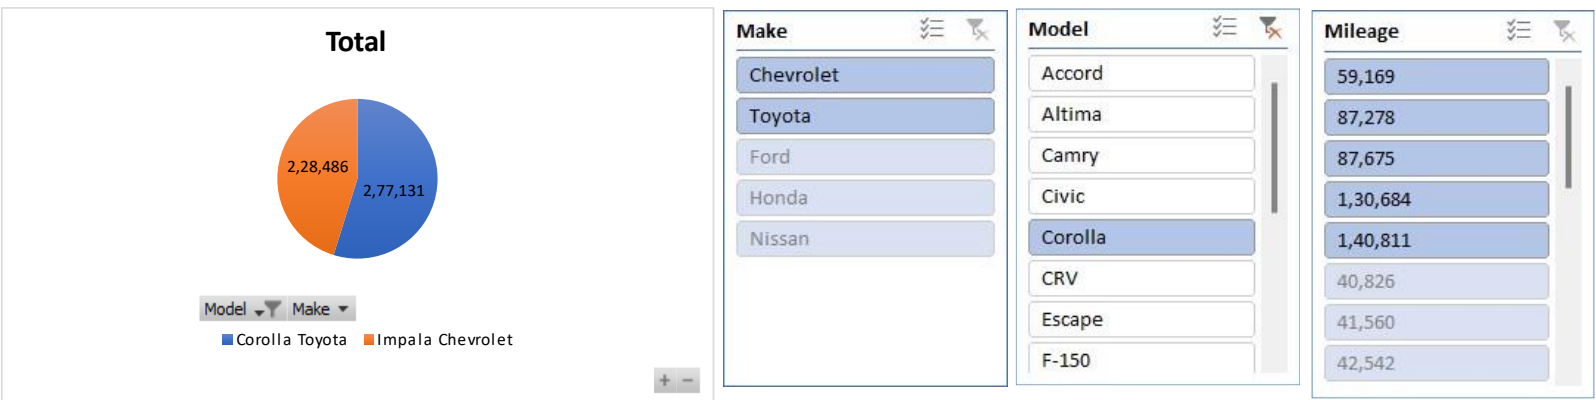 Total
2,28,486
2,77,131
Model Make
Corolla Toyota Impala Chevrolet
Make
Chevrolet
Toyota
Ford
Honda
Nissan
Model
Accord
Altima
Camry
Civic
Corolla
CRV
Escape
F-150
Mileage
59,169
87,278
87,675
1,30,684
1,40,811
40,826
41,560
42,542